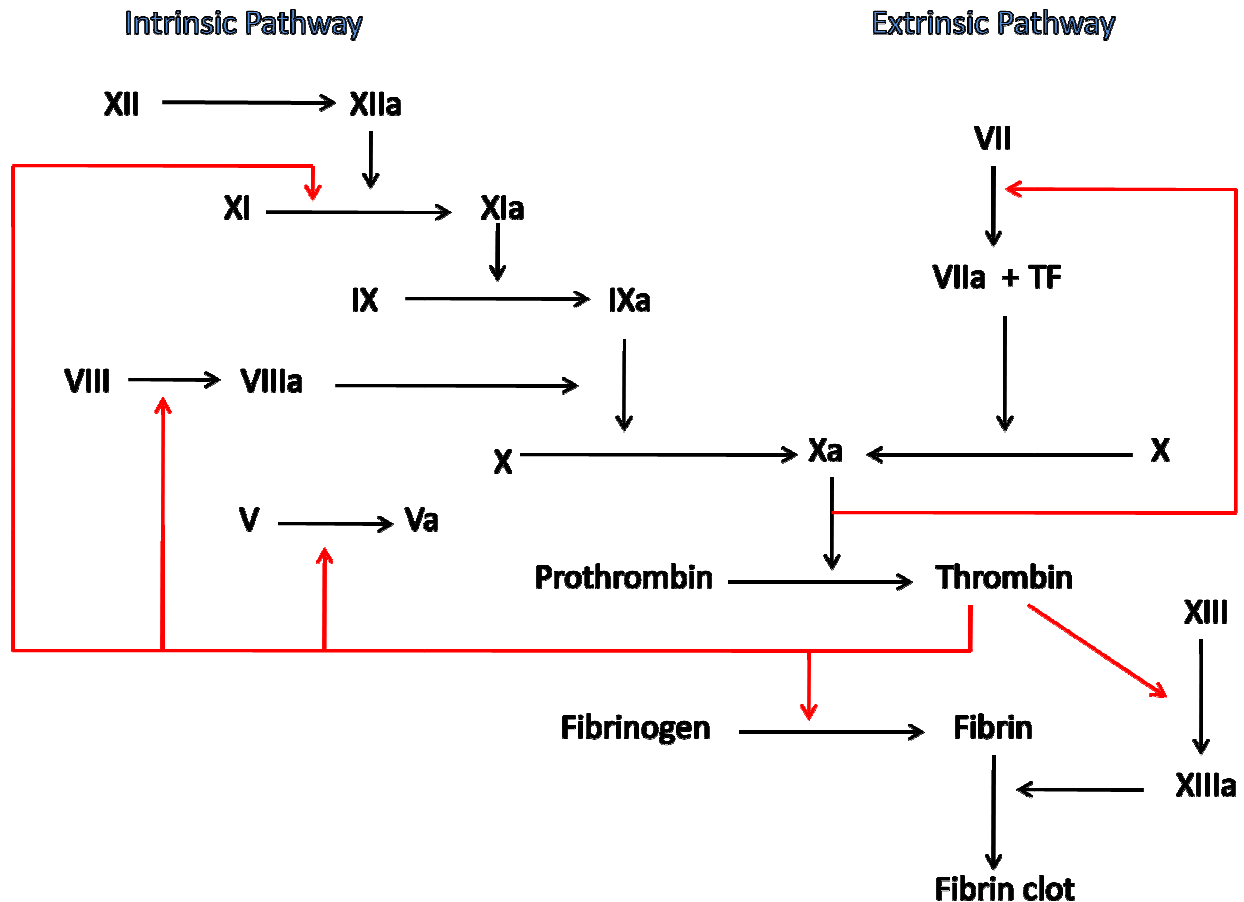 Intrinsic Pathway
Extrinsic Pathway
XII
XIIa
VII
XI
XIa
VIIa + TF
IX
IXa
VIII
VIIIa
X
Xa
X
V
Va
Prothrombin
Thrombin
XIII
Fibrinogen
Fibrin
XIIIa
Fibrin clot